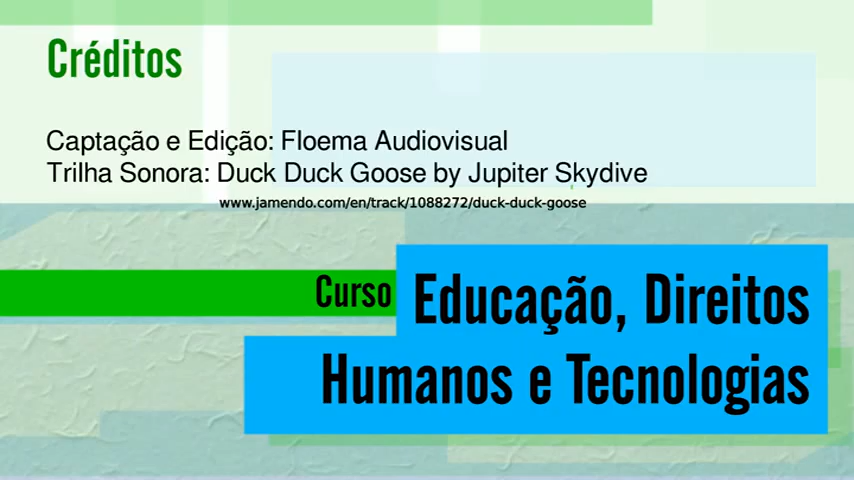 Créditos
Captação e Edição: Floema Audiovisual
Trilha Sonora: Duck Duck Goose by Jupiter Skydive
www.jamendo.com/en/track/1088272/duck-duck-goose
Curso Educação, Direitos
Humanos e Tecnologias